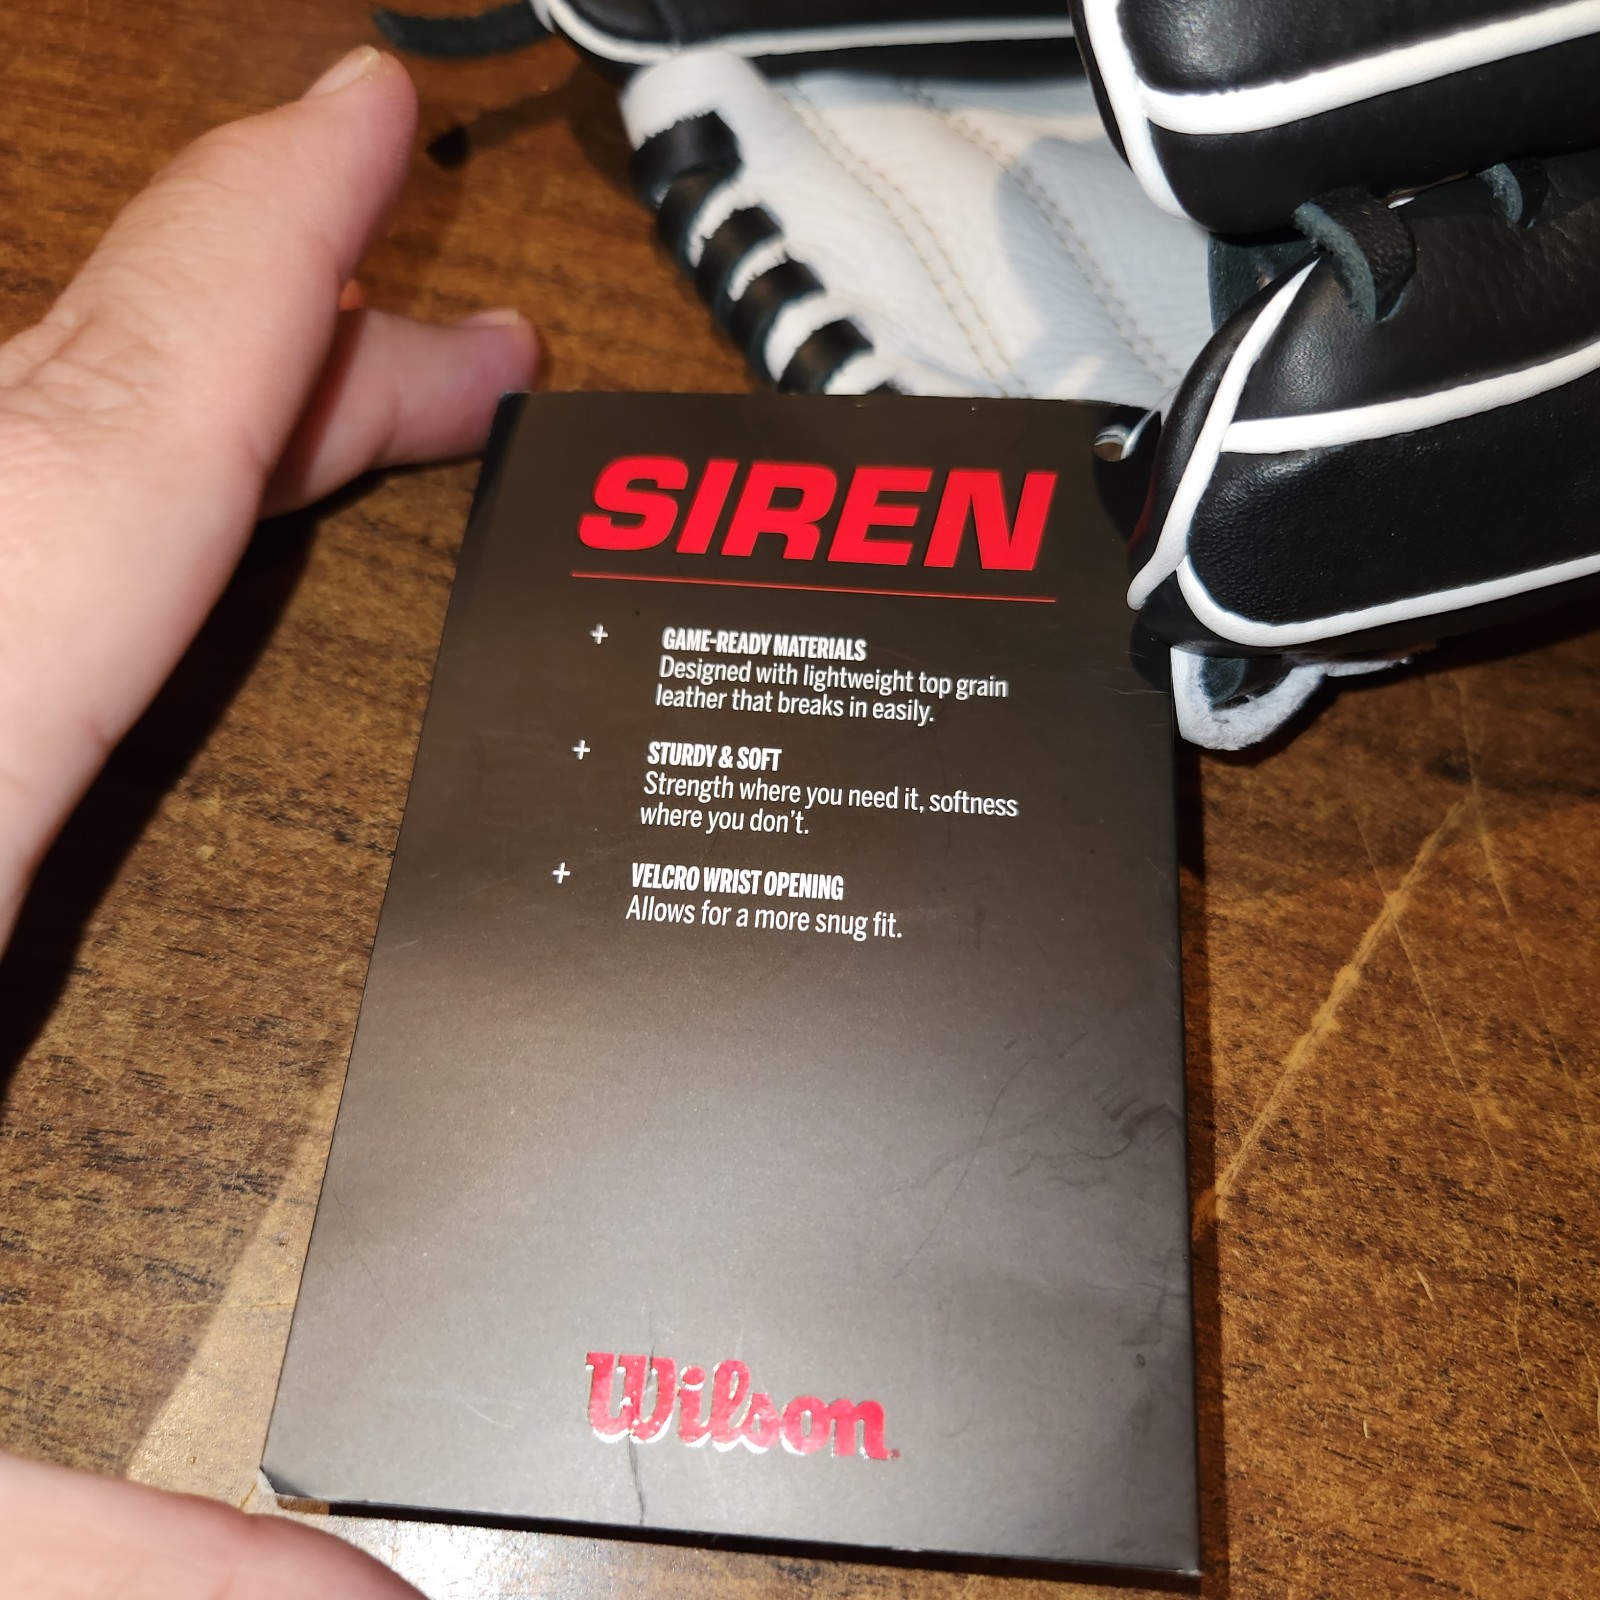 SIREN
+ GAME-READY MATERIALS
Designed with lightweight top grain
leather that breaks in easily.
+ STURDY & SOFT
Strength where you need it, softness
where you don't.
+ VELCRO WRIST OPENING
Allows for a more snug fit.
Wilson